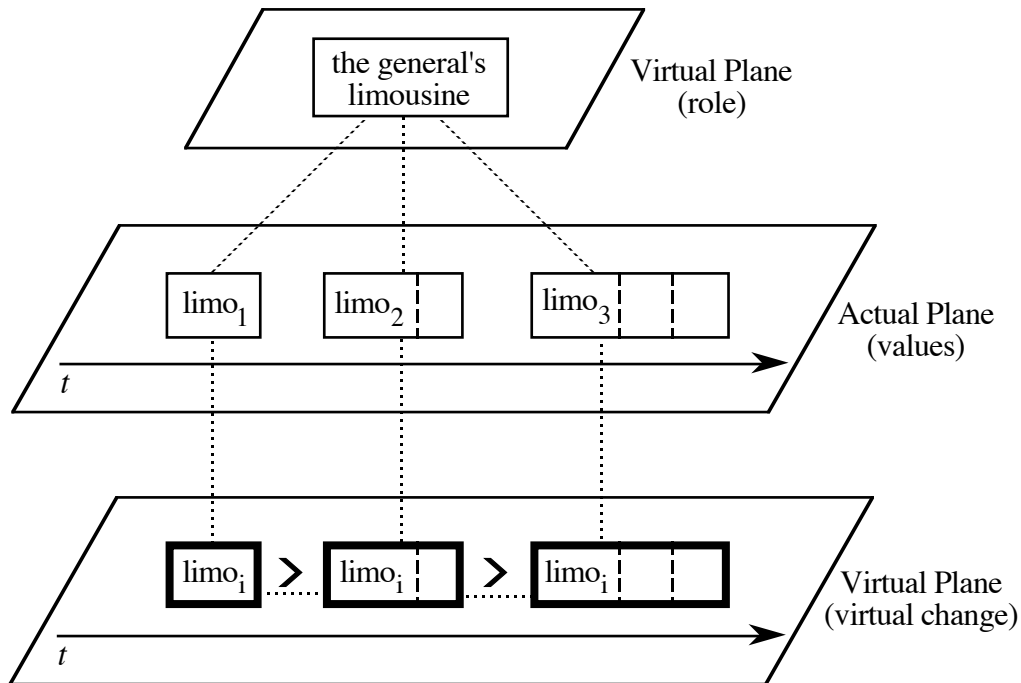 the general's
limousine
Virtual Plane
(role)
limo1
limo2
limo3
Actual Plane
(values)
t
limoi
>
limoi
>
limoi
Virtual Plane
(virtual change)
t